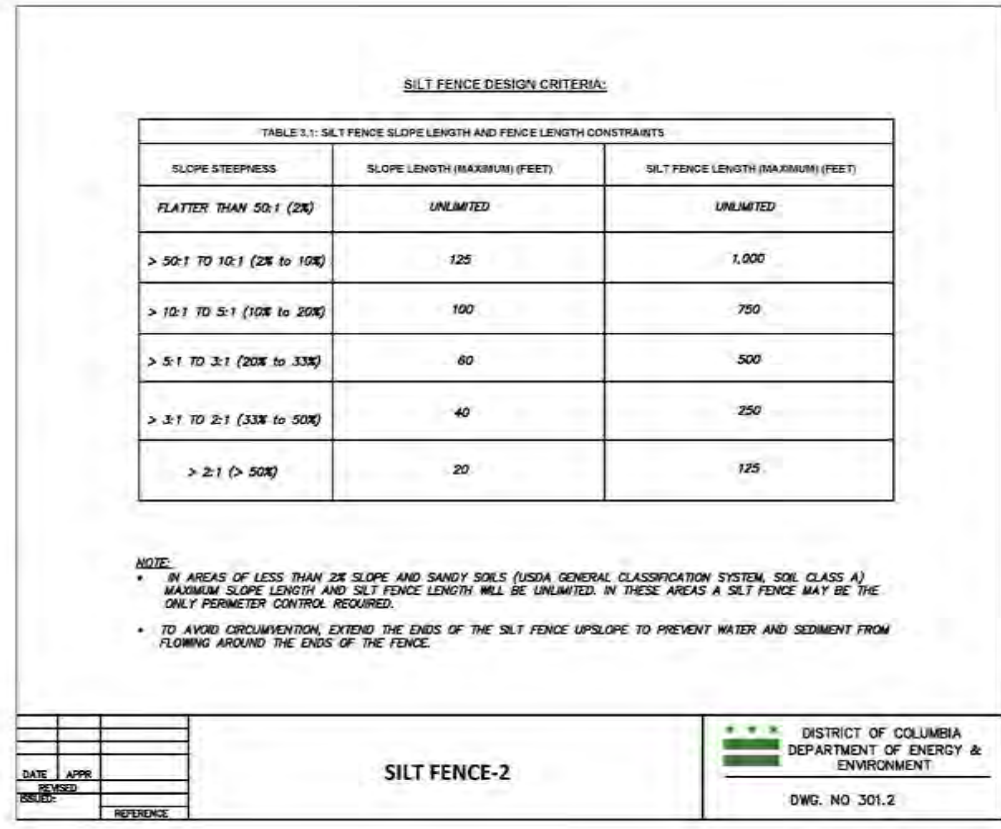 SILT FENCE DESIGN CRITERIA:
TABLE 3.1: SILT FENCE SLOPE LENGTH AND FENCE LENGTH CONSTRAINTS
SLOPE STEEPNESS SLOPE LENGTH (MAXIMUM) (FEET) SILT FENCE LENGTH (MAXIMUM) (FEET)
FLATTER THAN 50:1 (2%) UNLIMITED UNLIMITED
> 50:1 TO 10:1 (2% to 10%) 125 1,000
> 10:1 TO 5:1 (10% to 20%) 100 750
> 5:1 TO 3:1 (20% to 33%) 60 500
> 3:1 TO 2:1 (33% to 50%) 40 250
> 2:1 (> 50%) 20 125
NOTE:
• IN AREAS OF LESS THAN 2% SLOPE AND SANDY SOILS (USDA GENERAL CLASSIFICATION SYSTEM, SOIL CLASS A)
MAXIMUM SLOPE LENGTH AND SILT FENCE LENGTH WILL BE UNLIMITED. IN THESE AREAS A SILT FENCE MAY BE THE
ONLY PERIMETER CONTROL REQUIRED.
• TO AVOID CIRCUMVENTION, EXTEND THE ENDS OF THE SILT FENCE UPSLOPE TO PREVENT WATER AND SEDIMENT FROM
FLOWING AROUND THE ENDS OF THE FENCE.
DATE APPR
REVISED
ISSUED:
REFERENCE
SILT FENCE-2
DISTRICT OF COLUMBIA
DEPARTMENT OF ENERGY &
ENVIRONMENT
DWG. NO 301.2